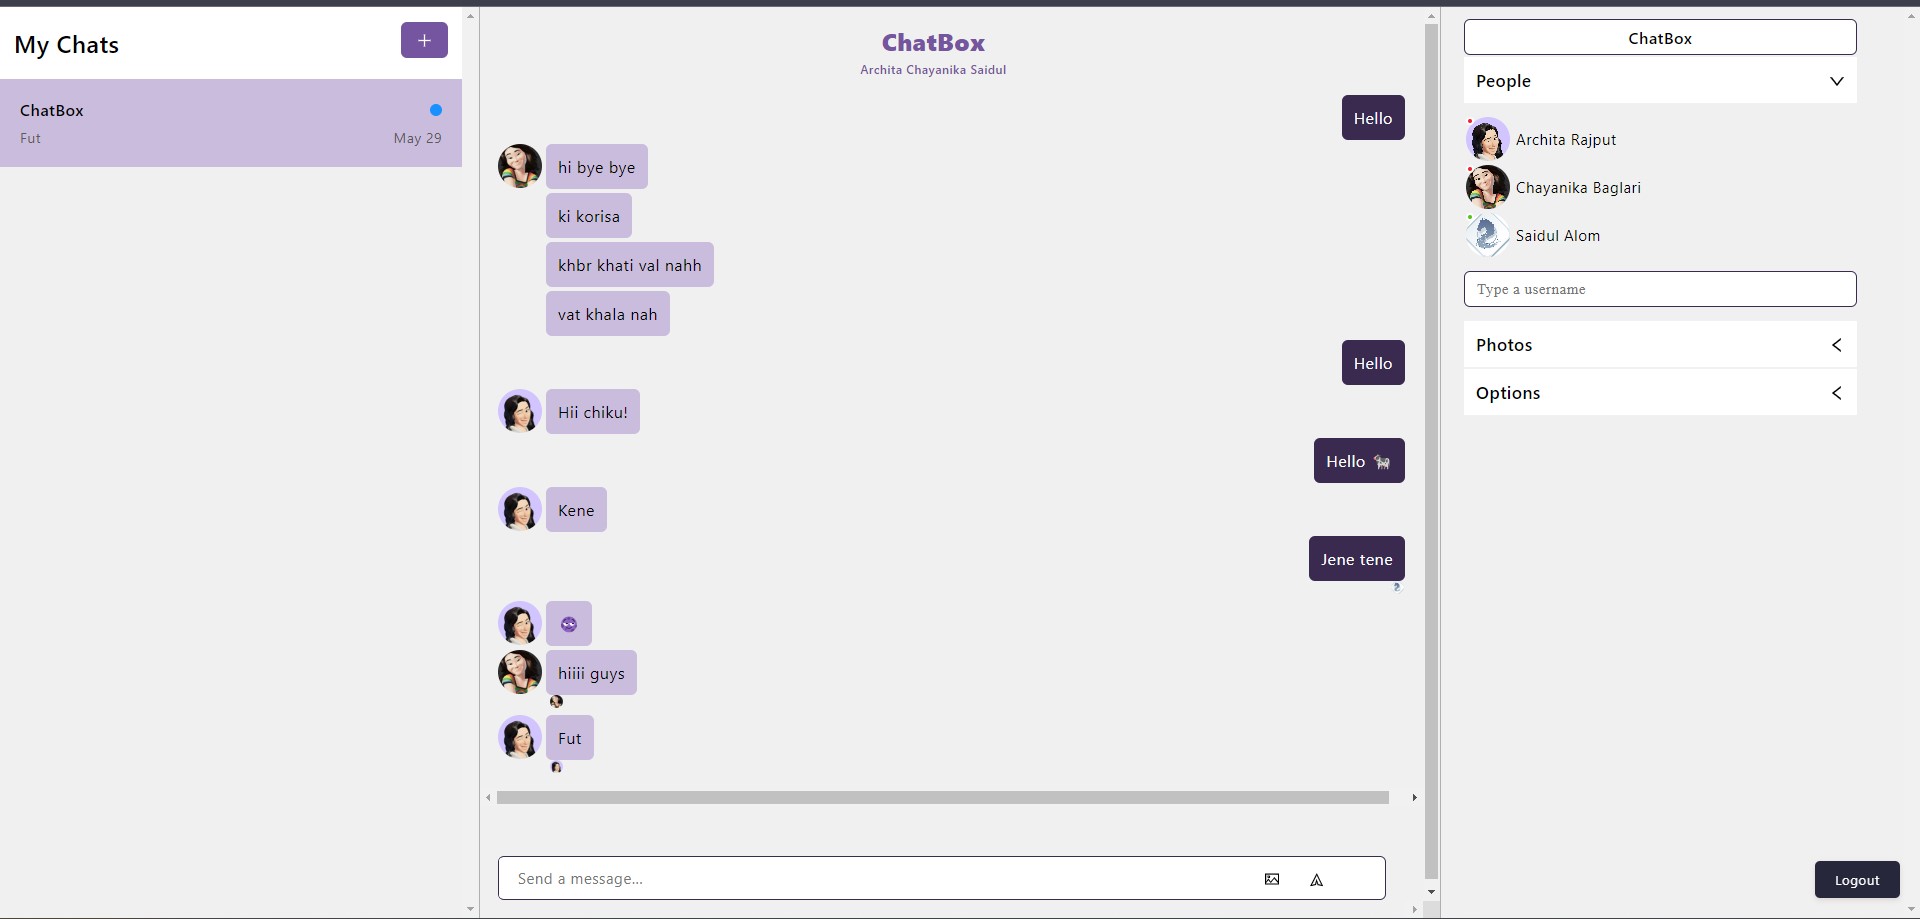 My Chats
+
ChatBox
Fut
May 29
ChatBox
Archita Chayanika Saidul
Hello
hi bye bye
ki korisa
khbr khati val nahh
vat khala nah
Hello
Hii chiku!
Hello 🐄
Kene
Jene tene
hiiii guys
Fut
Send a message...
ChatBox
People
Archita Rajput
Chayanika Baglari
Saidul Alom
Type a username
Photos
Options
Logout